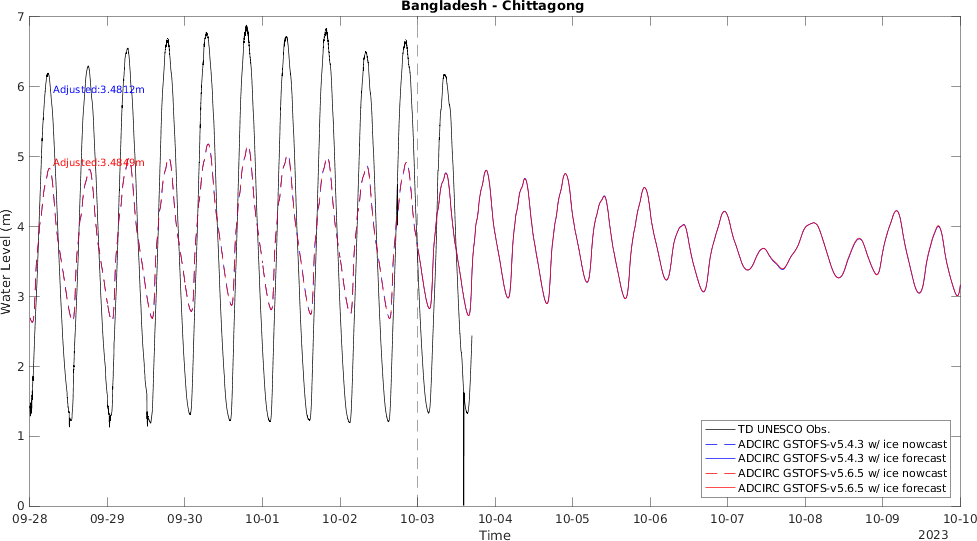 Bangladesh - Chittagong
Water Level (m)
7
6
5
4
3
2
1
0
Adjusted:3.4812m
Adjusted:3.4849m
TD UNESCO Obs.
ADCIRC GSTOFS-v5.4.3 w/ ice nowcast
ADCIRC GSTOFS-v5.4.3 w/ ice forecast
ADCIRC GSTOFS-v5.6.5 w/ ice nowcast
ADCIRC GSTOFS-v5.6.5 w/ ice forecast
09-28 09-29 09-30 10-01 10-02 10-03 10-04 10-05 10-06 10-07 10-08 10-09 10-10
Time
2023